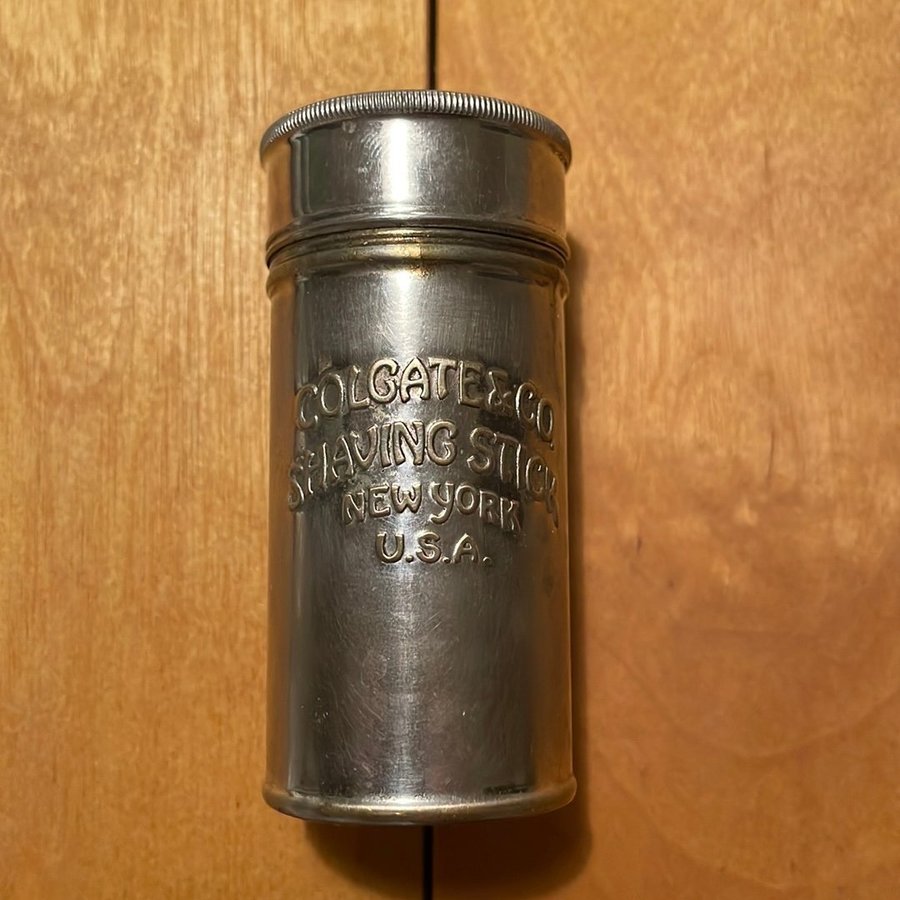 COLGATE & CO
SHAVING STICK
NEW YORK
U.S.A.